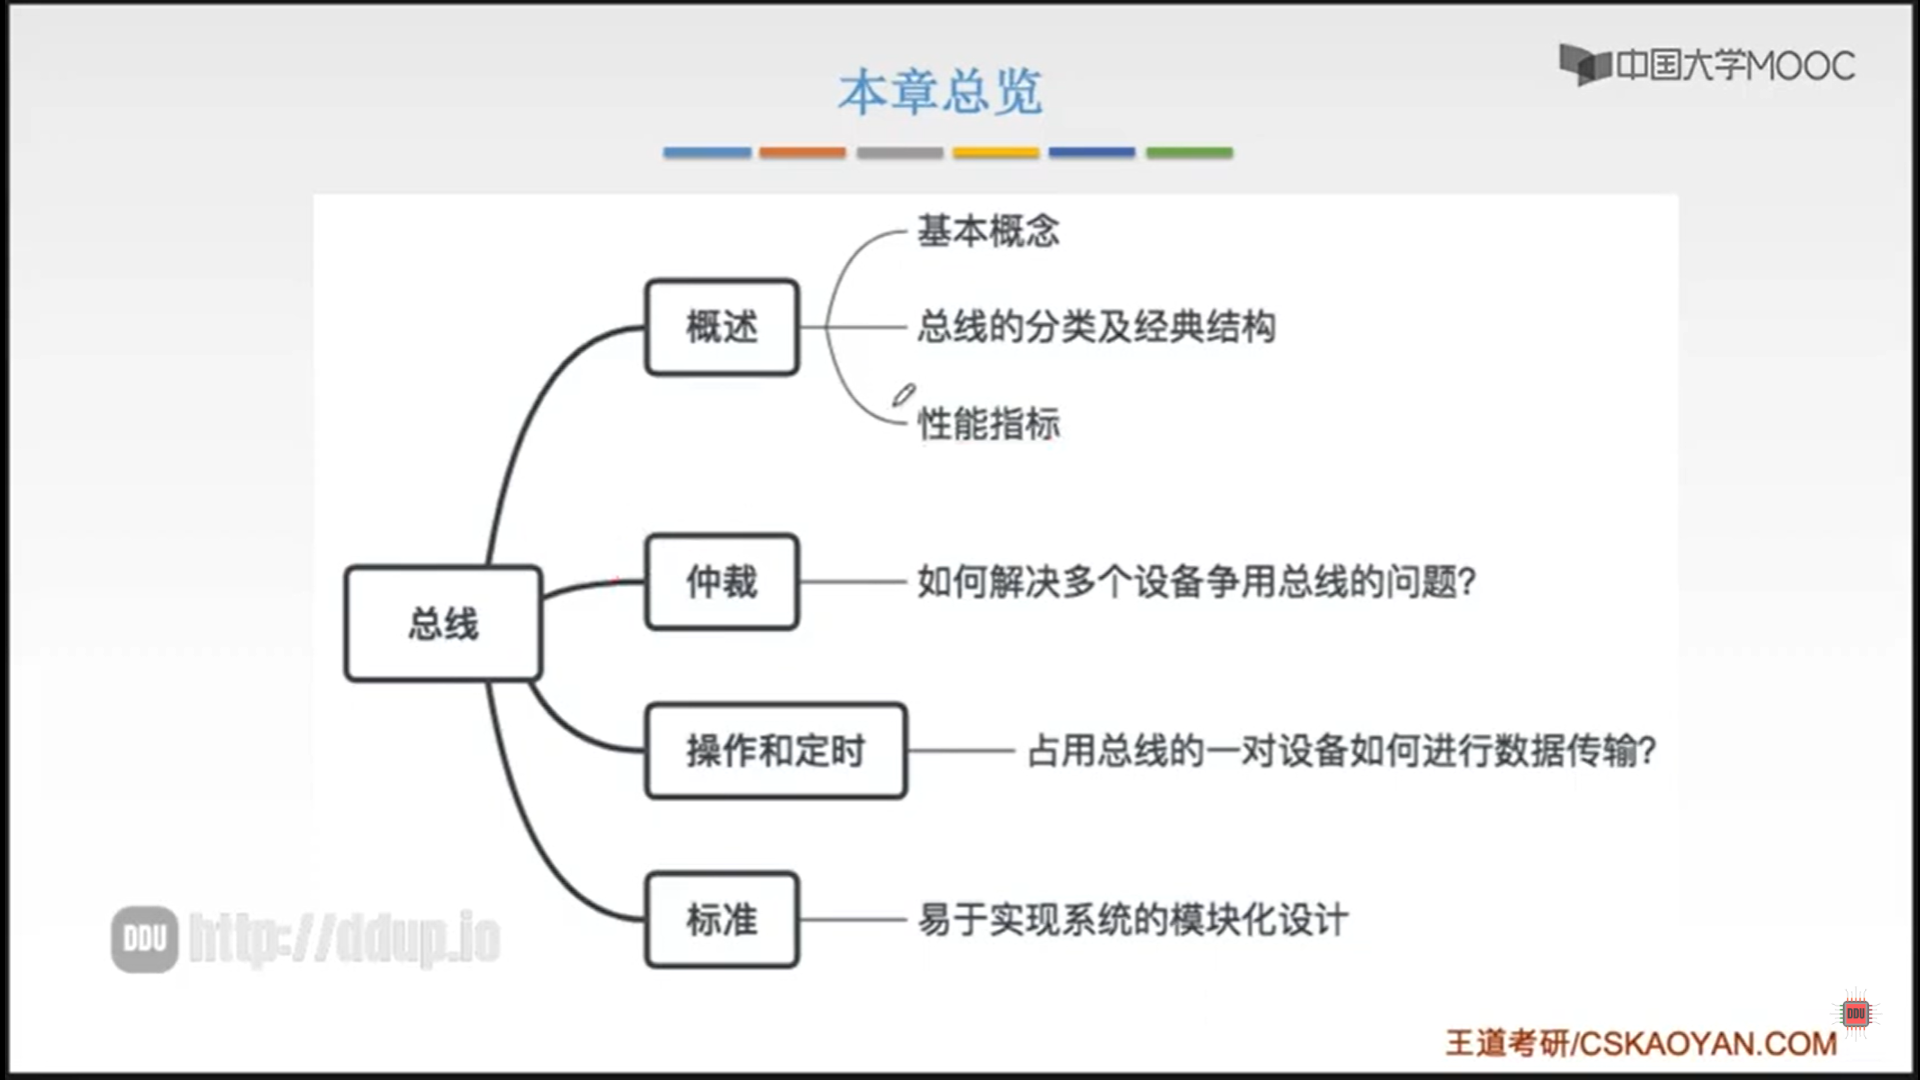 本章总览
中国大学MOOC
基本概念
概述
总线的分类及经典结构
性能指标
仲裁
如何解决多个设备争用总线的问题?
总线
操作和定时
占用总线的一对设备如何进行数据传输?
标准
易于实现系统的模块化设计
DDU http://ddup.io
DDU
王道考研/CSKAOYAN.COM